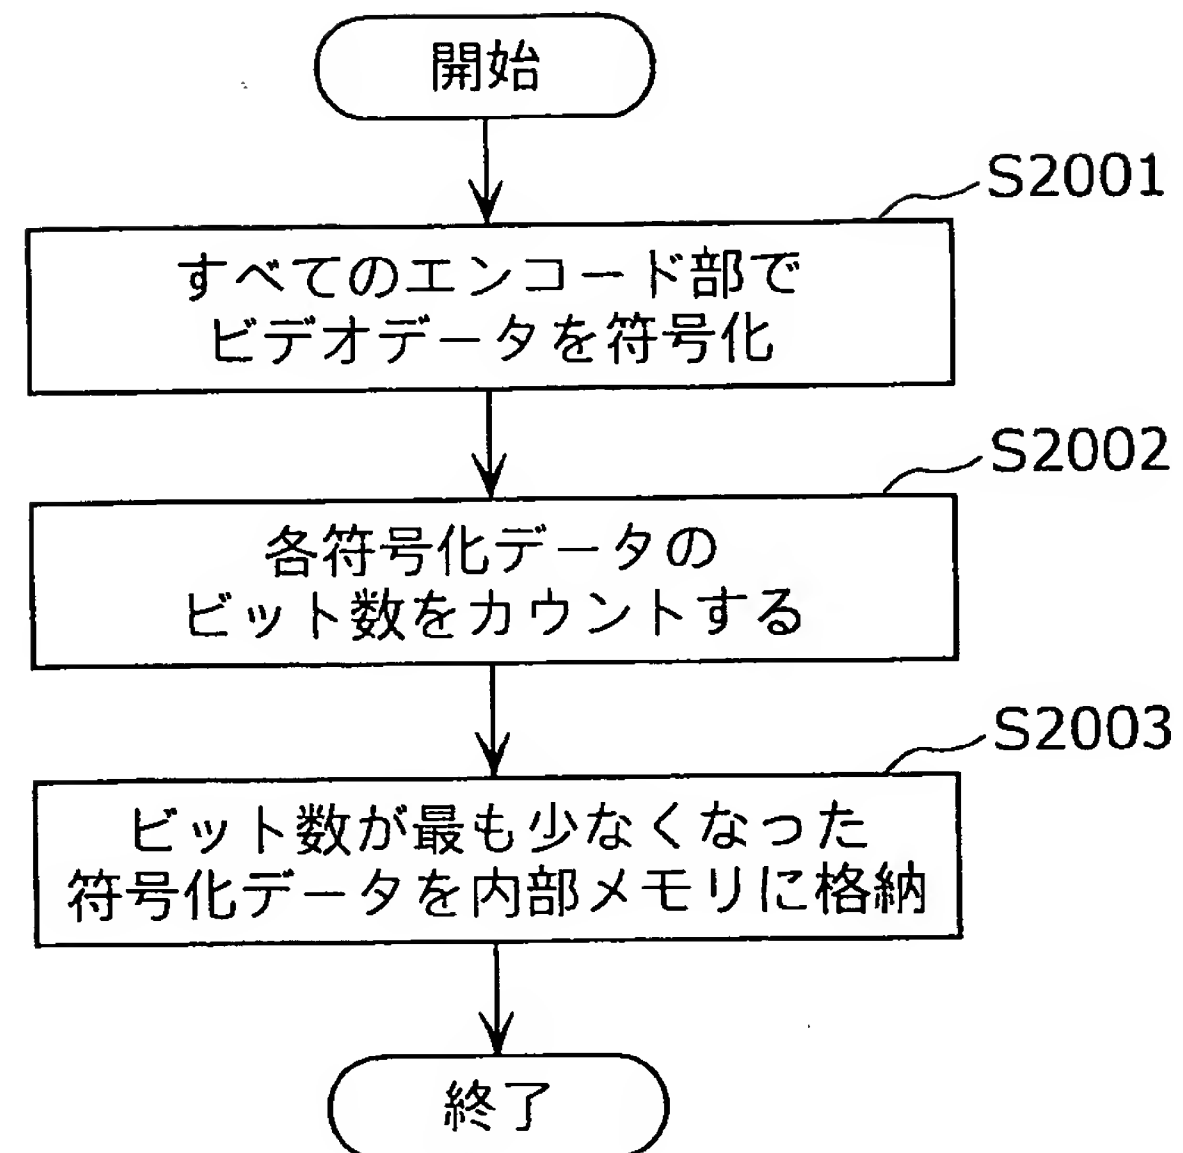 開始
S2001
すべてのエンコード部で
ビデオデータを符号化
S2002
各符号化データの
ビット数をカウントする
S2003
ビット数が最も少なくなった
符号化データを内部メモリに格納
終了